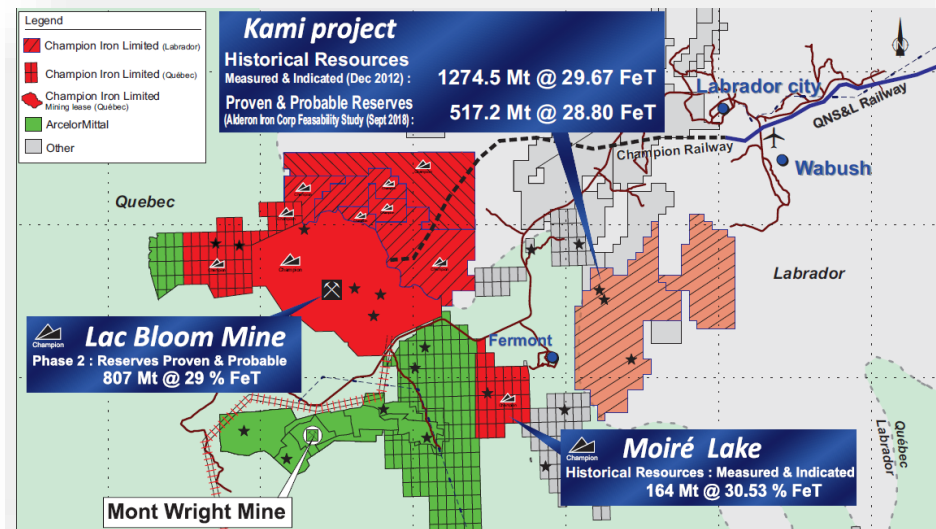 Legend
Champion Iron Limited (Labrador)
Champion Iron Limited (Québec)
Champion Iron Limited
Mining lease (Québec)
ArcelorMittal
Other
Kami project
Historical Resources
Measured & Indicated (Dec 2012) : 1274.5 Mt @ 29.67 FeT
Proven & Probable Reserves
(Alderon Iron Corp Feasability Study (Sept 2018) : 517.2 Mt @ 28.80 FeT
Labrador city
QNS&L Railway
Champion Railway
Wabush
Quebec
Labrador
Champion
Champion
Lac Bloom Mine
Phase 2 : Reserves Proven & Probable
807 Mt @ 29 % FeT
Fermont
Champion
Moiré Lake
Historical Resources : Measured & Indicated
164 Mt @ 30.53 % FeT
Québec
Labrador
Mont Wright Mine